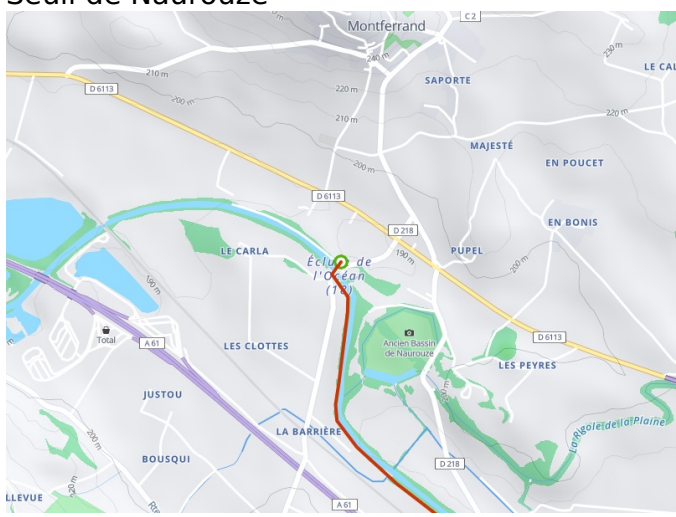 Seuil de Naurouze
Montferrand
C 2
240 m
230 m
LE CAL
210 m
SAPORTE
D 6113
220 m
200 m
220 m
210 m
MAJESTÉ
200 m
EN POUCET
D 6113
EN BONIS
D 218
LE CARLA
190 m
PUPEL
Écluse de
l'Océan
(18)
200 m
190 m
Total
A 61
LES CLOTTES
Ancien Bassin
de Naurouze
D 6113
LES PEYRES
JUSTOU
200 m
La Rigole de la Plaine
LA BARRIÈRE
200 m
BOUSQUI
D 218
LLEVUE
A 61